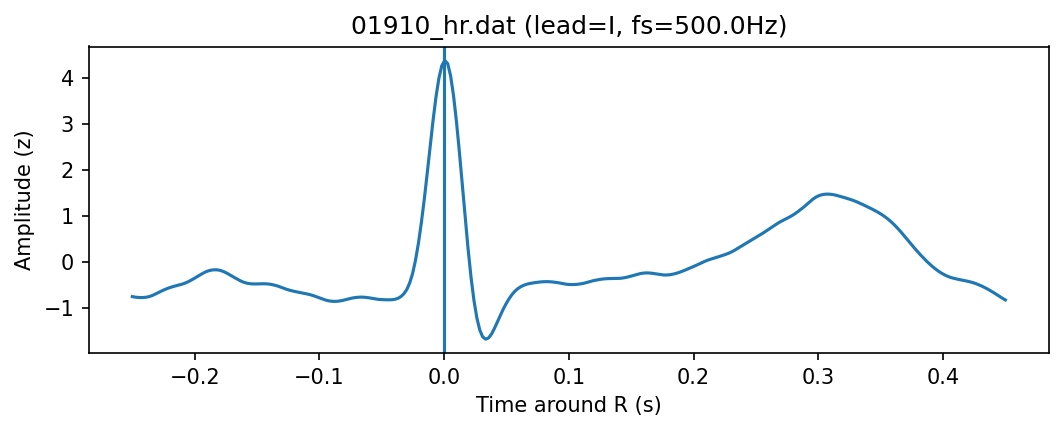 01910_hr.dat (lead=I, fs=500.0Hz)
Amplitude (z)
4
3
2
1
0
−1
−0.2 −0.1 0.0 0.1 0.2 0.3 0.4
Time around R (s)